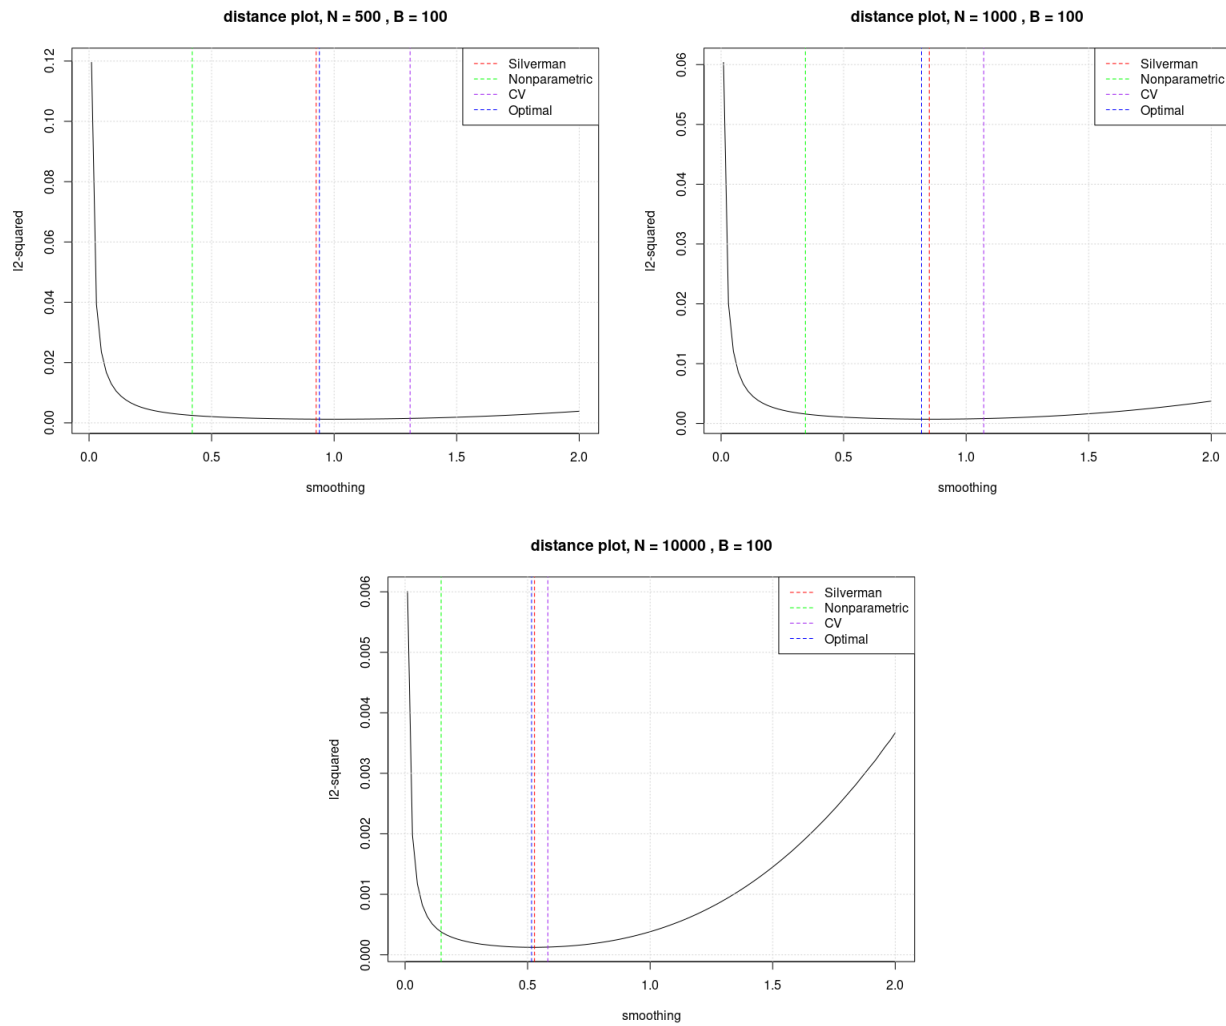 distance plot, N = 500 , B = 100
l2-squared
0.12
0.10
0.08
0.06
0.04
0.02
0.00
Silverman
Nonparametric
CV
Optimal
0.0 0.5 1.0 1.5 2.0
smoothing
distance plot, N = 1000 , B = 100
l2-squared
0.06
0.05
0.04
0.03
0.02
0.01
0.00
Silverman
Nonparametric
CV
Optimal
0.0 0.5 1.0 1.5 2.0
smoothing
distance plot, N = 10000 , B = 100
l2-squared
0.006
0.005
0.004
0.003
0.002
0.001
0.000
Silverman
Nonparametric
CV
Optimal
0.0 0.5 1.0 1.5 2.0
smoothing